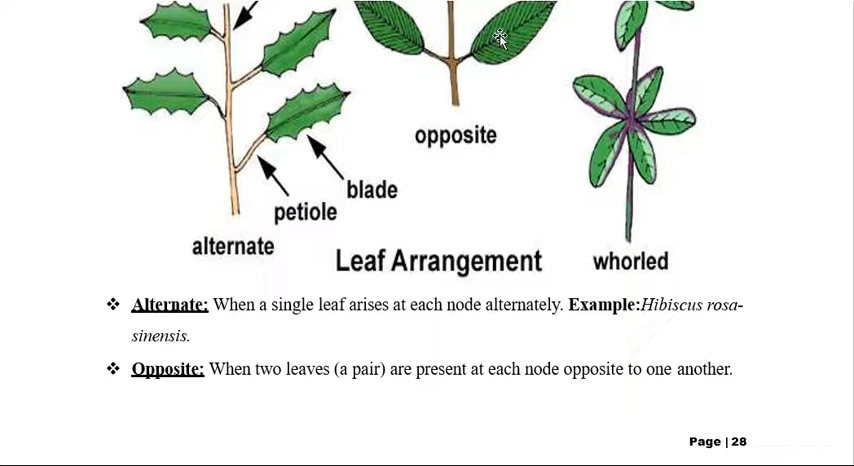 opposite
blade
petiole
alternate
Leaf Arrangement
whorled
❖ Alternate: When a single leaf arises at each node alternately. Example:Hibiscus rosa-
sinensis.
❖ Opposite: When two leaves (a pair) are present at each node opposite to one another.
Page | 28